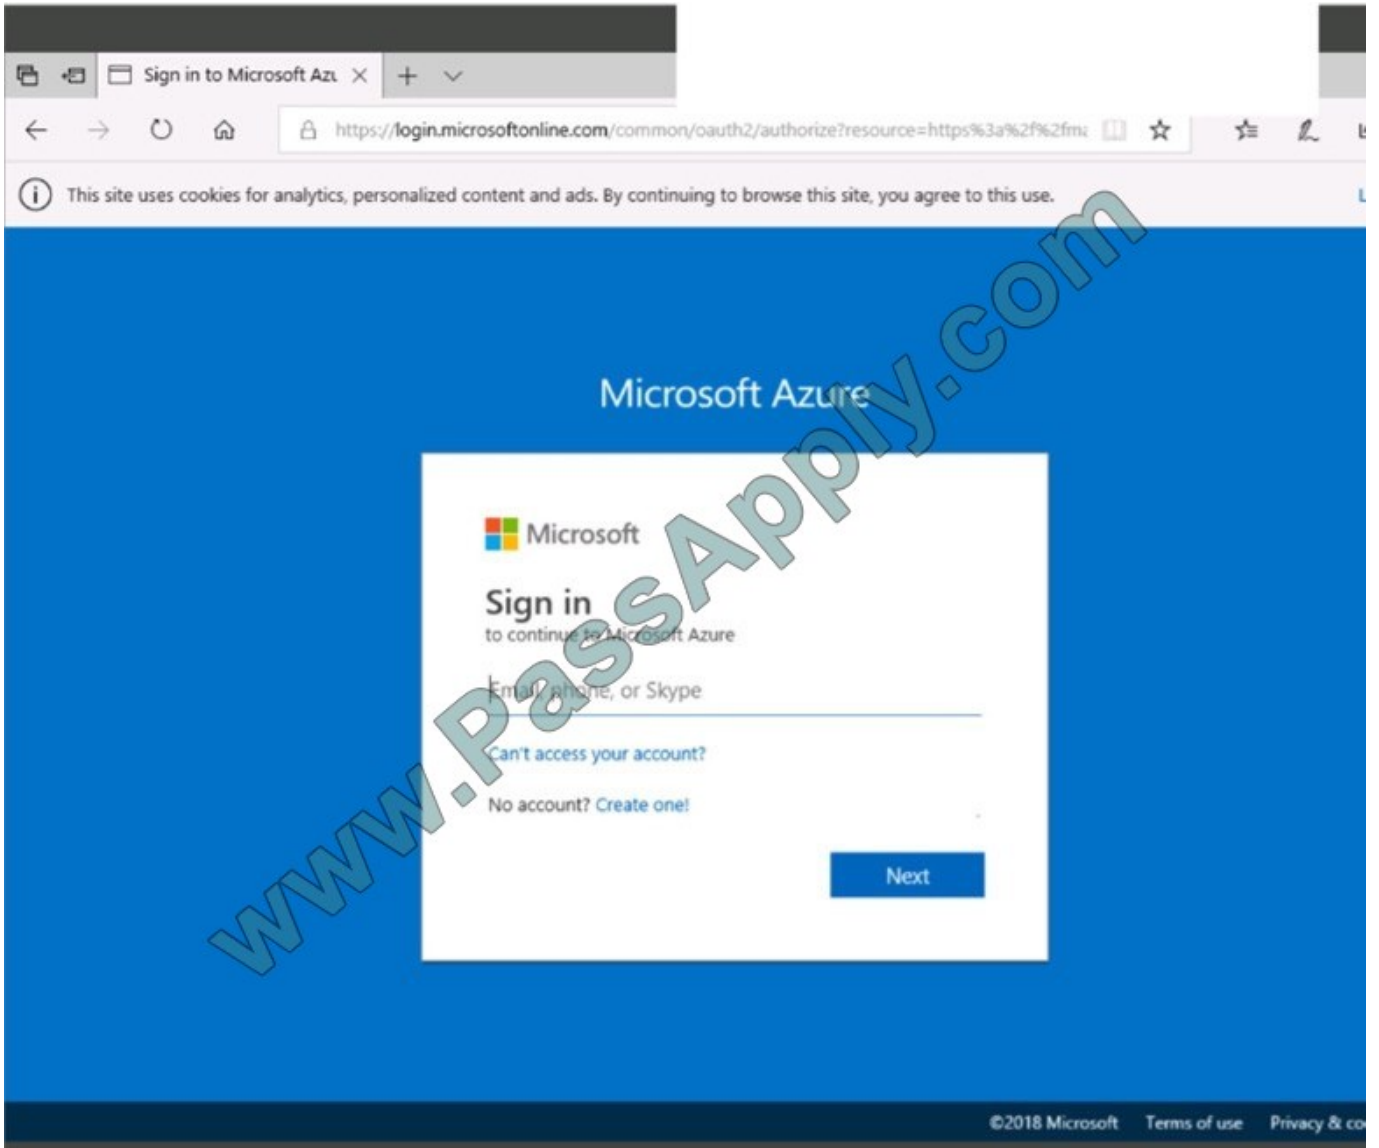 Sign in to Microsoft Azu
https://login.microsoftonline.com/common/oauth2/authorize?resource=https%3a%2f%2fma
This site uses cookies for analytics, personalized content and ads. By continuing to browse this site, you agree to this use.
Microsoft Azure
Microsoft
Sign in
to continue to Microsoft Azure
Email, phone, or Skype
Can't access your account?
No account? Create one!
Next
www.PassApply.com
©2018 Microsoft Terms of use Privacy & co